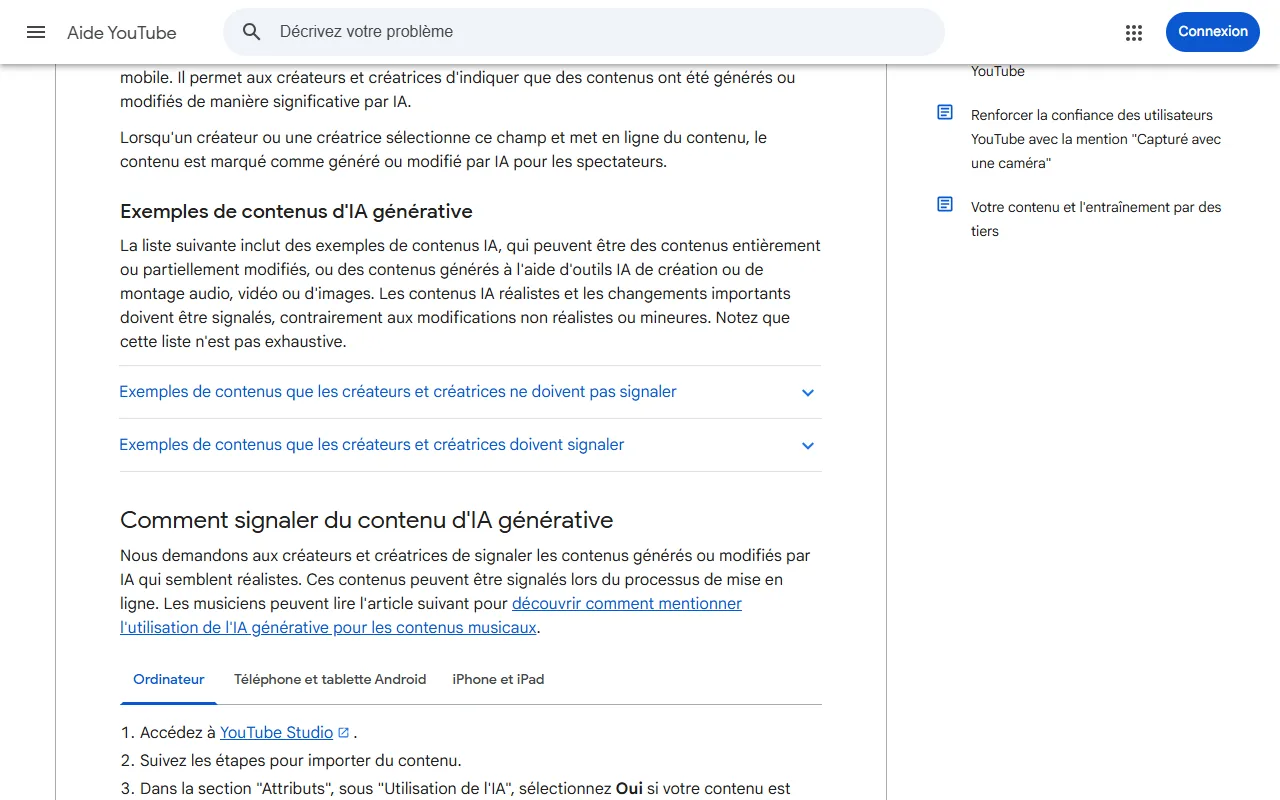 Aide YouTube
Décrivez votre problème
Connexion
mobile. Il permet aux créateurs et créatrices d'indiquer que des contenus ont été générés ou
modifiés de manière significative par IA.
Lorsqu'un créateur ou une créatrice sélectionne ce champ et met en ligne du contenu, le
contenu est marqué comme généré ou modifié par IA pour les spectateurs.
Exemples de contenus d'IA générative
La liste suivante inclut des exemples de contenus IA, qui peuvent être des contenus entièrement
ou partiellement modifiés, ou des contenus générés à l'aide d'outils IA de création ou de
montage audio, vidéo ou d'images. Les contenus IA réalistes et les changements importants
doivent être signalés, contrairement aux modifications non réalistes ou mineures. Notez que
cette liste n'est pas exhaustive.
Exemples de contenus que les créateurs et créatrices ne doivent pas signaler
Exemples de contenus que les créateurs et créatrices doivent signaler
Comment signaler du contenu d'IA générative
Nous demandons aux créateurs et créatrices de signaler les contenus générés ou modifiés par
IA qui semblent réalistes. Ces contenus peuvent être signalés lors du processus de mise en
ligne. Les musiciens peuvent lire l'article suivant pour découvrir comment mentionner
l'utilisation de l'IA générative pour les contenus musicaux.
Ordinateur
Téléphone et tablette Android
iPhone et iPad
1. Accédez à YouTube Studio .
2. Suivez les étapes pour importer du contenu.
3. Dans la section "Attributs", sous "Utilisation de l'IA", sélectionnez Oui si votre contenu est
YouTube
Renforcer la confiance des utilisateurs
YouTube avec la mention "Capturé avec
une caméra"
Votre contenu et l'entraînement par des
tiers